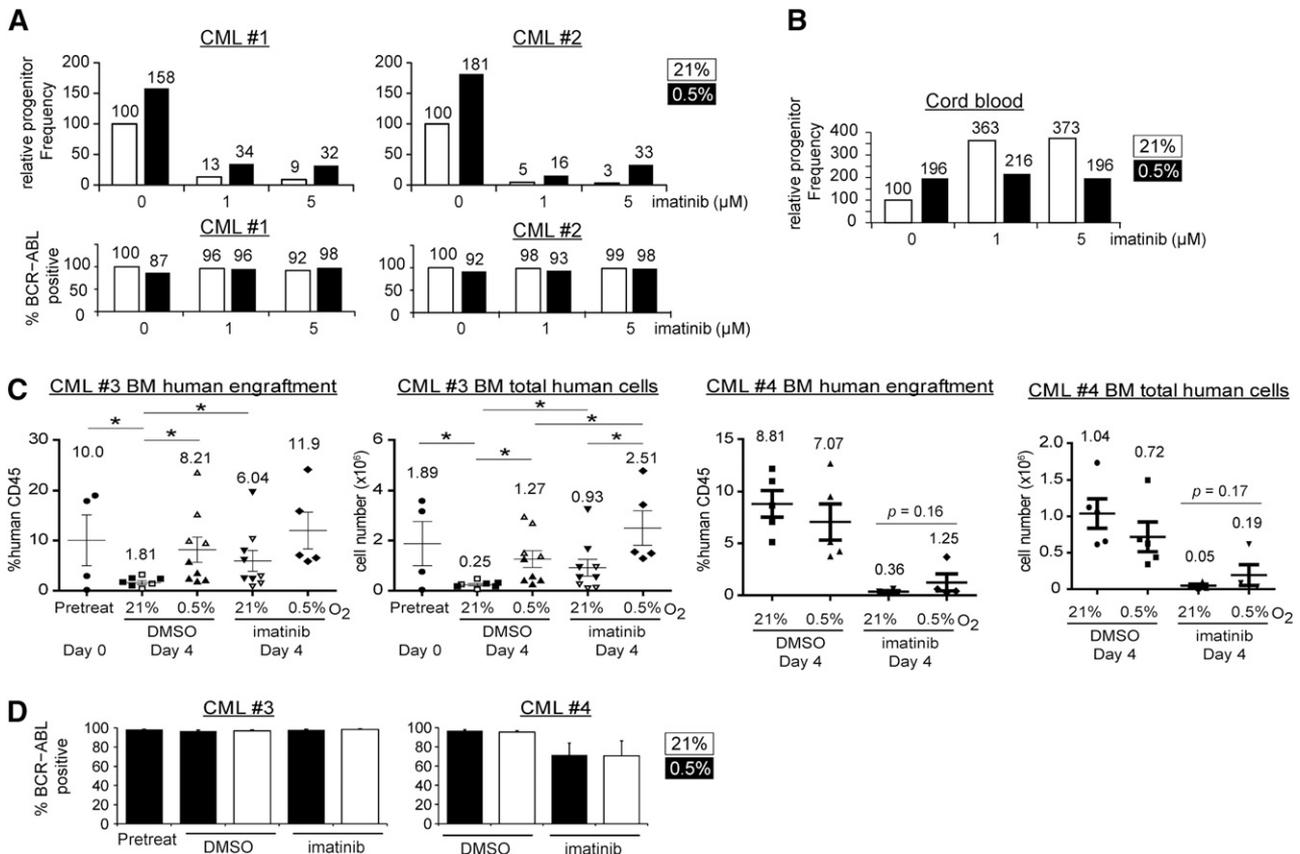 A
CML #1
CML #2
relative progenitor
Frequency
200
150
100
50
0
100
158
13
34
9
32
0
1
5
200
150
100
50
0
100
181
5
16
3
33
0
1
5
imatinib (µM)
21%
0.5%
CML #1
CML #2
% BCR−ABL
positive
100
50
0
100
87
96
96
92
98
0
1
5
100
50
0
100
92
98
93
99
98
0
1
5
imatinib (µM)
B
Cord blood
relative progenitor
Frequency
400
300
200
100
0
100
196
363
216
373
196
0
1
5
imatinib (µM)
21%
0.5%
C
CML #3 BM human engraftment
%human CD45
30
20
10
0
10.0
1.81
8.21
6.04
11.9
*
*
*
Pretreat
21%
0.5%
21%
0.5%
O2
DMSO
imatinib
Day 0
Day 4
Day 4
CML #3 BM total human cells
cell number (x10⁶)
6
4
2
0
1.89
0.25
1.27
0.93
2.51
*
*
*
*
*
Pretreat
21%
0.5%
21%
0.5%
O2
DMSO
imatinib
Day 0
Day 4
Day 4
CML #4 BM human engraftment
%human CD45
15
10
5
0
8.81
7.07
p = 0.16
0.36
1.25
21%
0.5%
21%
0.5%
O2
DMSO
imatinib
Day 4
Day 4
CML #4 BM total human cells
cell number (x10⁶)
2.0
1.0
1.0
0.5
0
1.04
0.72
p = 0.17
0.05
0.19
21%
0.5%
21%
0.5%
O2
DMSO
imatinib
Day 4
Day 4
D
CML #3
CML #4
% BCR−ABL
positive
100
80
60
40
20
0
Pretreat
DMSO
imatinib
100
80
60
40
20
0
DMSO
imatinib
21%
0.5%